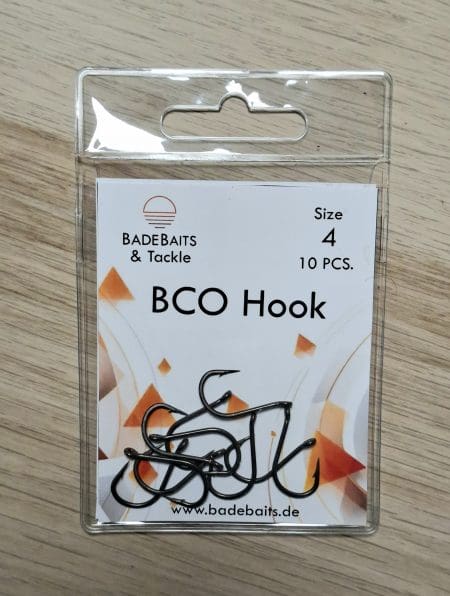 BADEBAITS
& Tackle
Size
4
10 PCS.
BCO Hook
www.badebaits.de